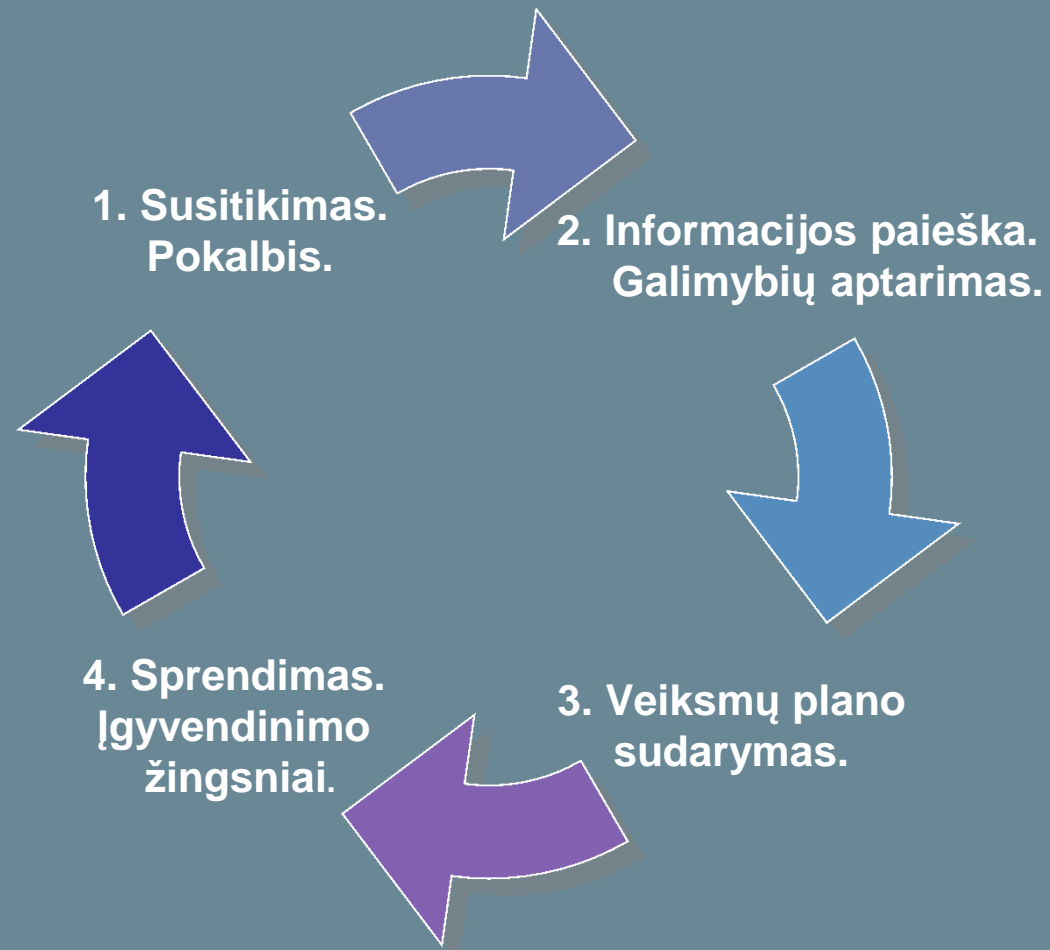 1. Susitikimas.
Pokalbis.
2. Informacijos paieška.
Galimybių aptarimas.
3. Veiksmų plano
sudarymas.
4. Sprendimas.
Įgyvendinimo
žingsniai.